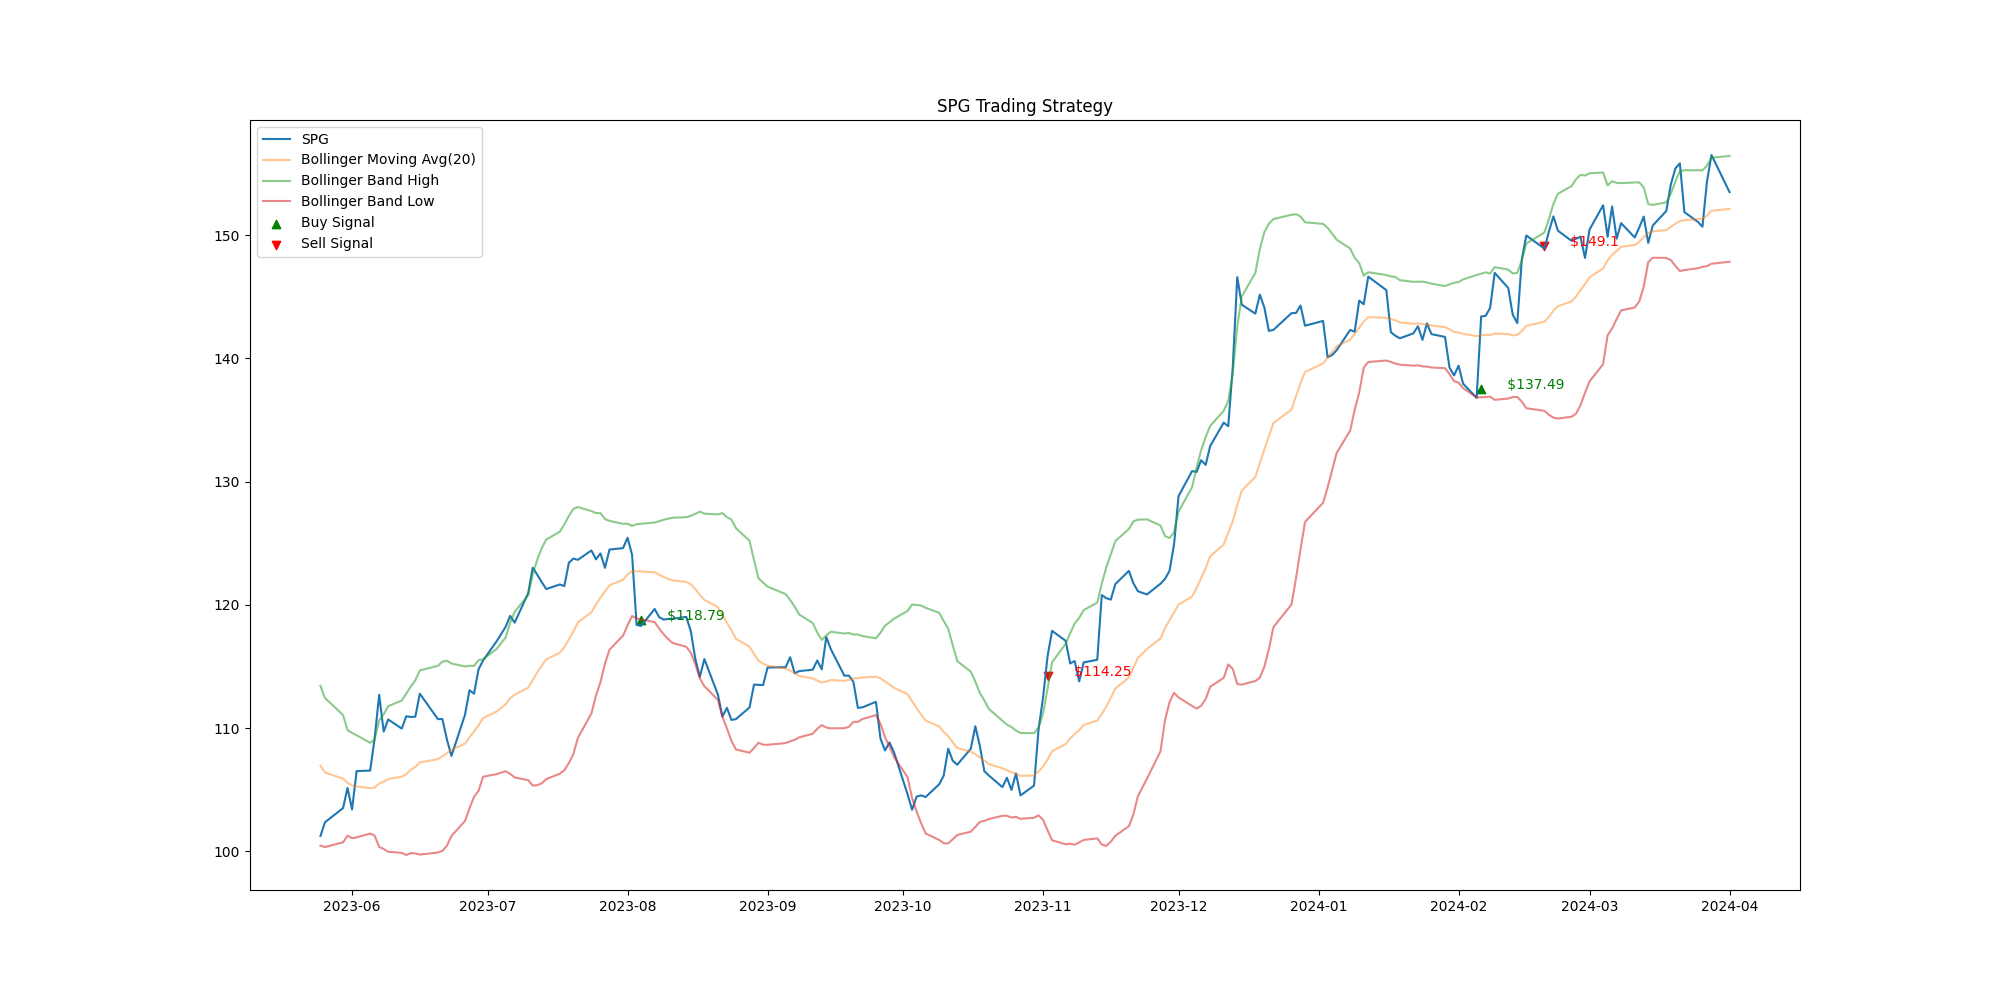 SPG Trading Strategy
SPG
Bollinger Moving Avg(20)
Bollinger Band High
Bollinger Band Low
Buy Signal
Sell Signal
150
140
130
120
110
100
$149.1
$137.49
$118.79
$114.25
2023-06 2023-07 2023-08 2023-09 2023-10 2023-11 2023-12 2024-01 2024-02 2024-03 2024-04